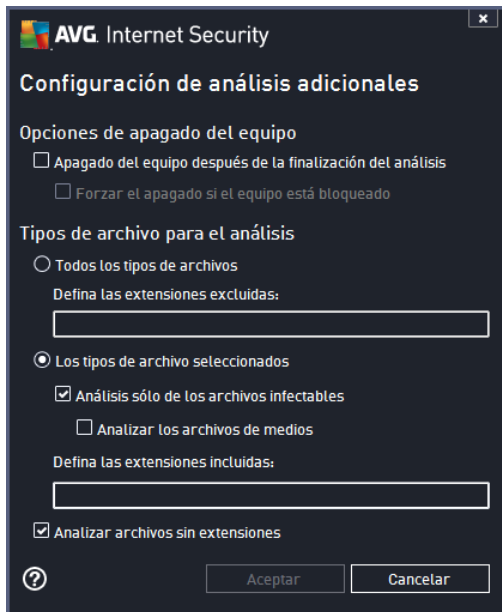 AVG. Internet Security
Configuración de análisis adicionales
Opciones de apagado del equipo
Apagado del equipo después de la finalización del análisis
Forzar el apagado si el equipo está bloqueado
Tipos de archivo para el análisis
Todos los tipos de archivos
Defina las extensiones excluidas:
Los tipos de archivo seleccionados
Análisis sólo de los archivos infectables
Analizar los archivos de medios
Defina las extensiones incluidas:
Analizar archivos sin extensiones
Aceptar
Cancelar